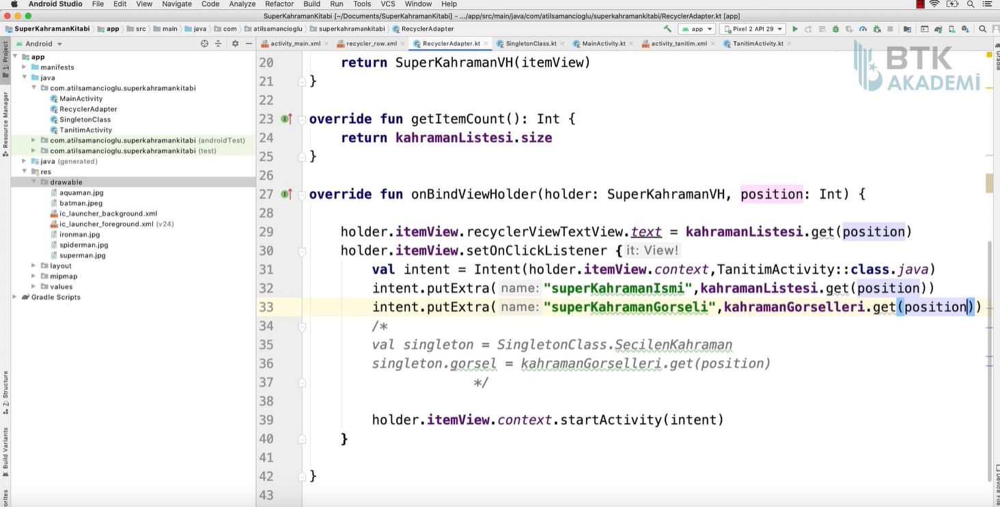 Android Studio File Edit View Navigate Code Analyze Refactor Build Run Tools VCS Window Help
SuperKahramanKitabi [~/Documents/SuperKahramanKitabi] - .../app/src/main/java/com/atilsamancioglu/superkahramankitabi/RecyclerAdapter.kt [app]
SuperKahramanKitabi app src main java com atilsamancioglu superkahramankitabi RecyclerAdapter app Pixel 2 API 29
Android
activity_main.xml recycler_row.xml RecyclerAdapter.kt SingletonClass.kt MainActivity.kt activity_tanitim.xml TanitimActivity.kt
1: Project
Resource Manager
Z: Structure
Build Variants
app
manifests
java
com.atilsamancioglu.superkahramankitabi
MainActivity
RecyclerAdapter
SingletonClass
TanitimActivity
com.atilsamancioglu.superkahramankitabi (androidTest)
com.atilsamancioglu.superkahramankitabi (test)
java (generated)
res
drawable
aquaman.jpg
batman.jpeg
ic_launcher_background.xml
ic_launcher_foreground.xml (v24)
ironman.jpg
spiderman.jpg
superman.jpg
layout
mipmap
values
Gradle Scripts
20 return SuperKahramanVH(itemView)
21 }
22
23 override fun getItemCount(): Int {
24 return kahramanListesi.size
25 }
26
27 override fun onBindViewHolder(holder: SuperKahramanVH, position: Int) {
28
29 holder.itemView.recyclerViewTextView.text = kahramanListesi.get(position)
30 holder.itemView.setOnClickListener { it: View!
31 val intent = Intent(holder.itemView.context,TanitimActivity::class.java)
32 intent.putExtra( name: "superKahramanIsmi",kahramanListesi.get(position))
33 intent.putExtra( name: "superKahramanGorseli",kahramanGorselleri.get(position))
34 /*
35 val singleton = SingletonClass.SecilenKahraman
36 singleton.gorsel = kahramanGorselleri.get(position)
37 */
38
39 holder.itemView.context.startActivity(intent)
40 }
41
42 }
43
BTK
AKADEMİ
Gradle